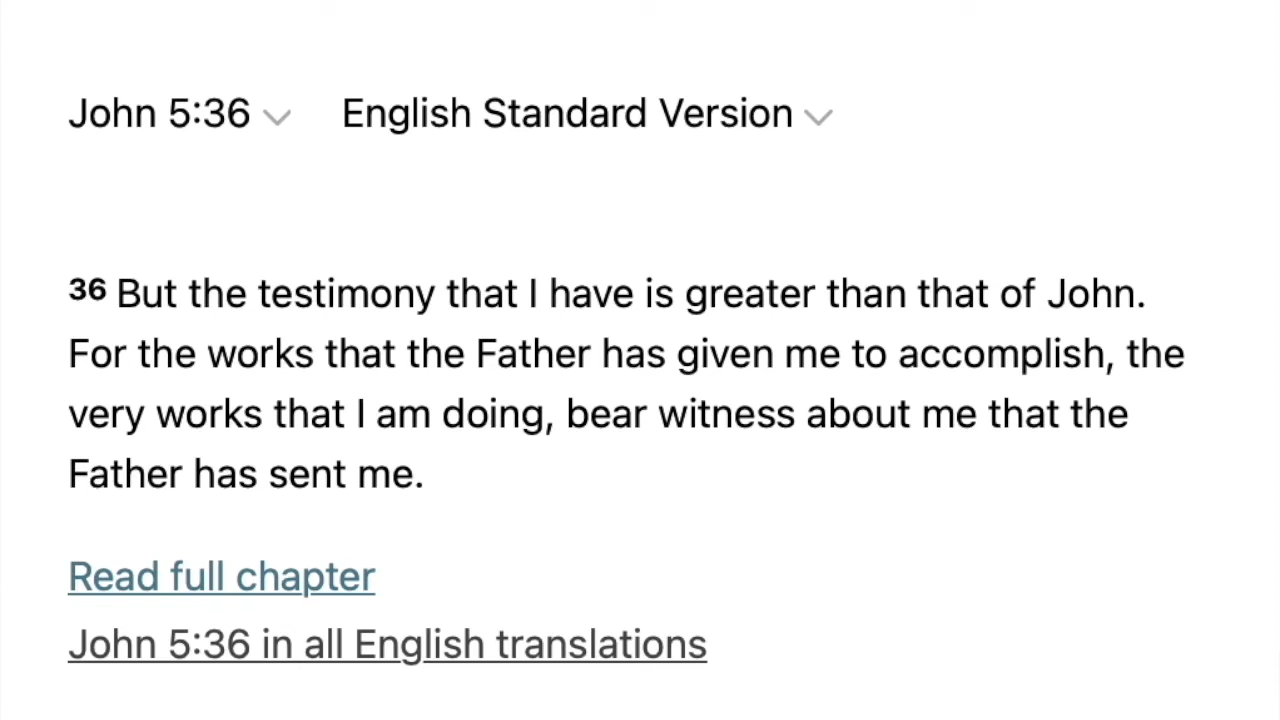 John 5:36 English Standard Version
36 But the testimony that I have is greater than that of John.
For the works that the Father has given me to accomplish, the
very works that I am doing, bear witness about me that the
Father has sent me.
Read full chapter
John 5:36 in all English translations